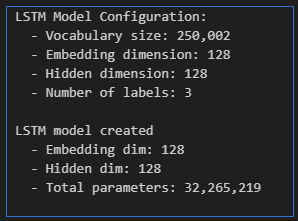 LSTM Model Configuration:
- Vocabulary size: 250,002
- Embedding dimension: 128
- Hidden dimension: 128
- Number of labels: 3
LSTM model created
- Embedding dim: 128
- Hidden dim: 128
- Total parameters: 32,265,219